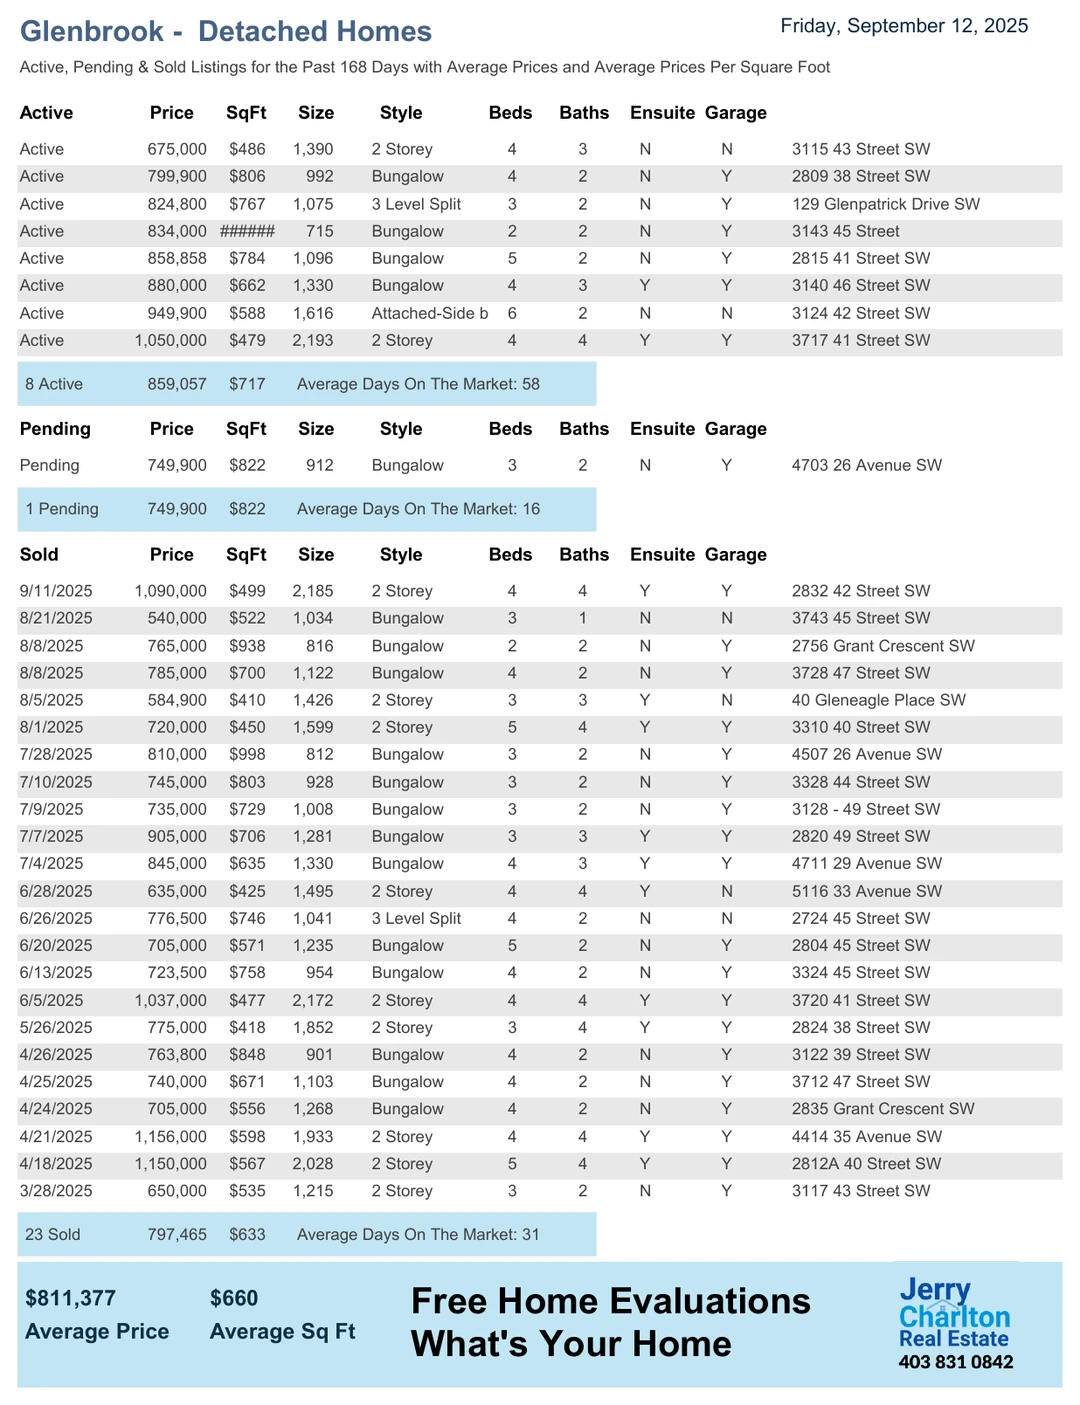 Glenbrook - Detached Homes
Friday, September 12, 2025
Active, Pending & Sold Listings for the Past 168 Days with Average Prices and Average Prices Per Square Foot
Active Price SqFt Size Style Beds Baths Ensuite Garage
Active 675,000 $486 1,390 2 Storey 4 3 N N 3115 43 Street SW
Active 799,900 $806 992 Bungalow 4 2 N Y 2809 38 Street SW
Active 824,800 $767 1,075 3 Level Split 3 2 N Y 129 Glenpatrick Drive SW
Active 834,000 ###### 715 Bungalow 2 2 N Y 3143 45 Street
Active 858,858 $784 1,096 Bungalow 5 2 N Y 2815 41 Street SW
Active 880,000 $662 1,330 Bungalow 4 3 Y Y 3140 46 Street SW
Active 949,900 $588 1,616 Attached-Side b 6 2 N N 3124 42 Street SW
Active 1,050,000 $479 2,193 2 Storey 4 4 Y Y 3717 41 Street SW
8 Active 859,057 $717 Average Days On The Market: 58
Pending Price SqFt Size Style Beds Baths Ensuite Garage
Pending 749,900 $822 912 Bungalow 3 2 N Y 4703 26 Avenue SW
1 Pending 749,900 $822 Average Days On The Market: 16
Sold Price SqFt Size Style Beds Baths Ensuite Garage
9/11/2025 1,090,000 $499 2,185 2 Storey 4 4 Y Y 2832 42 Street SW
8/21/2025 540,000 $522 1,034 Bungalow 3 1 N N 3743 45 Street SW
8/8/2025 765,000 $938 816 Bungalow 2 2 N Y 2756 Grant Crescent SW
8/8/2025 785,000 $700 1,122 Bungalow 4 2 N Y 3728 47 Street SW
8/5/2025 584,900 $410 1,426 2 Storey 3 3 Y N 40 Gleneagle Place SW
8/1/2025 720,000 $450 1,599 2 Storey 5 4 Y Y 3310 40 Street SW
7/28/2025 810,000 $998 812 Bungalow 3 2 N Y 4507 26 Avenue SW
7/10/2025 745,000 $803 928 Bungalow 3 2 N Y 3328 44 Street SW
7/9/2025 735,000 $729 1,008 Bungalow 3 2 N Y 3128 - 49 Street SW
7/7/2025 905,000 $706 1,281 Bungalow 3 3 Y Y 2820 49 Street SW
7/4/2025 845,000 $635 1,330 Bungalow 4 3 Y Y 4711 29 Avenue SW
6/28/2025 635,000 $425 1,495 2 Storey 4 4 Y N 5116 33 Avenue SW
6/26/2025 776,500 $746 1,041 3 Level Split 4 2 N N 2724 45 Street SW
6/20/2025 705,000 $571 1,235 Bungalow 5 2 N Y 2804 45 Street SW
6/13/2025 723,500 $758 954 Bungalow 4 2 N Y 3324 45 Street SW
6/5/2025 1,037,000 $477 2,172 2 Storey 4 4 Y Y 3720 41 Street SW
5/26/2025 775,000 $418 1,852 2 Storey 3 4 Y Y 2824 38 Street SW
4/26/2025 763,800 $848 901 Bungalow 4 2 N Y 3122 39 Street SW
4/25/2025 740,000 $671 1,103 Bungalow 4 2 N Y 3712 47 Street SW
4/24/2025 705,000 $556 1,268 Bungalow 4 2 N Y 2835 Grant Crescent SW
4/21/2025 1,156,000 $598 1,933 2 Storey 4 4 Y Y 4414 35 Avenue SW
4/18/2025 1,150,000 $567 2,028 2 Storey 5 4 Y Y 2812A 40 Street SW
3/28/2025 650,000 $535 1,215 2 Storey 3 2 N Y 3117 43 Street SW
23 Sold 797,465 $633 Average Days On The Market: 31
$811,377 $660
Average Price Average Sq Ft
Free Home Evaluations
What's Your Home
Jerry
Charlton
Real Estate
403 831 0842